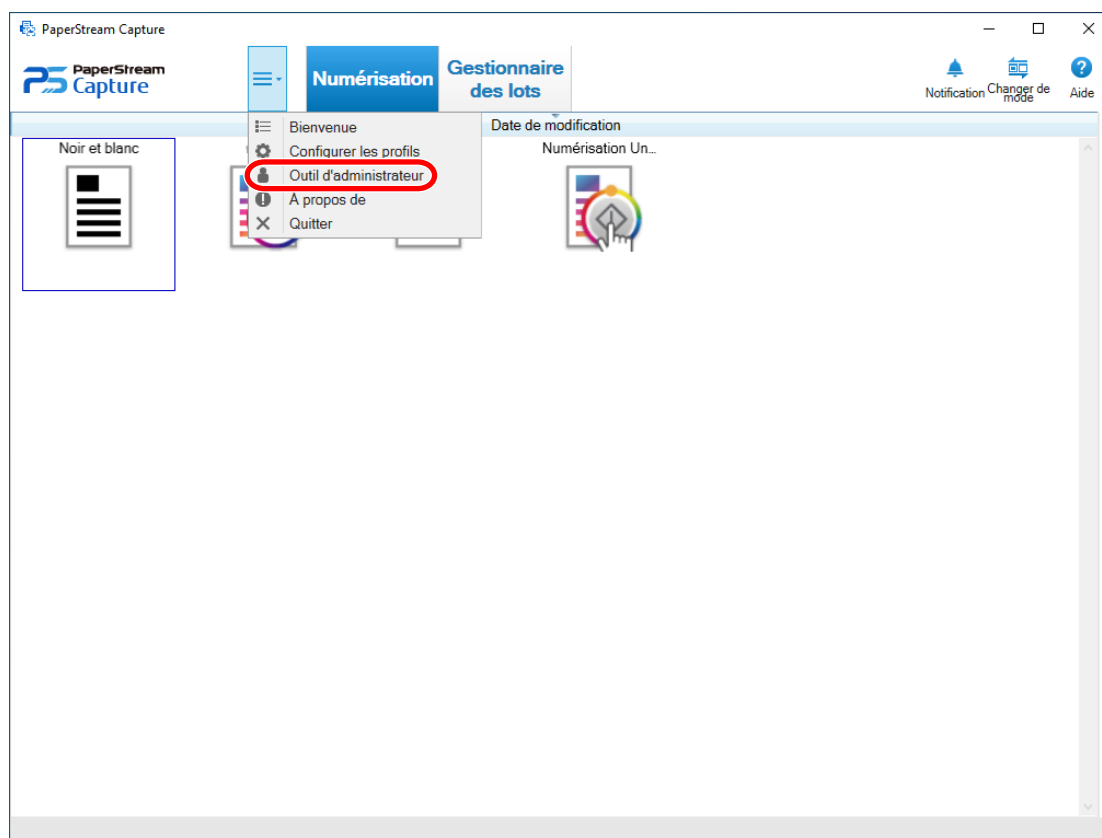 PaperStream Capture
PaperStream
Capture
Numérisation
Gestionnaire
des lots
Notification
Changer de
mode
Aide
Date de modification
Bienvenue
Configurer les profils
Outil d'administrateur
A propos de
Quitter
Noir et blanc
Numérisation Un...